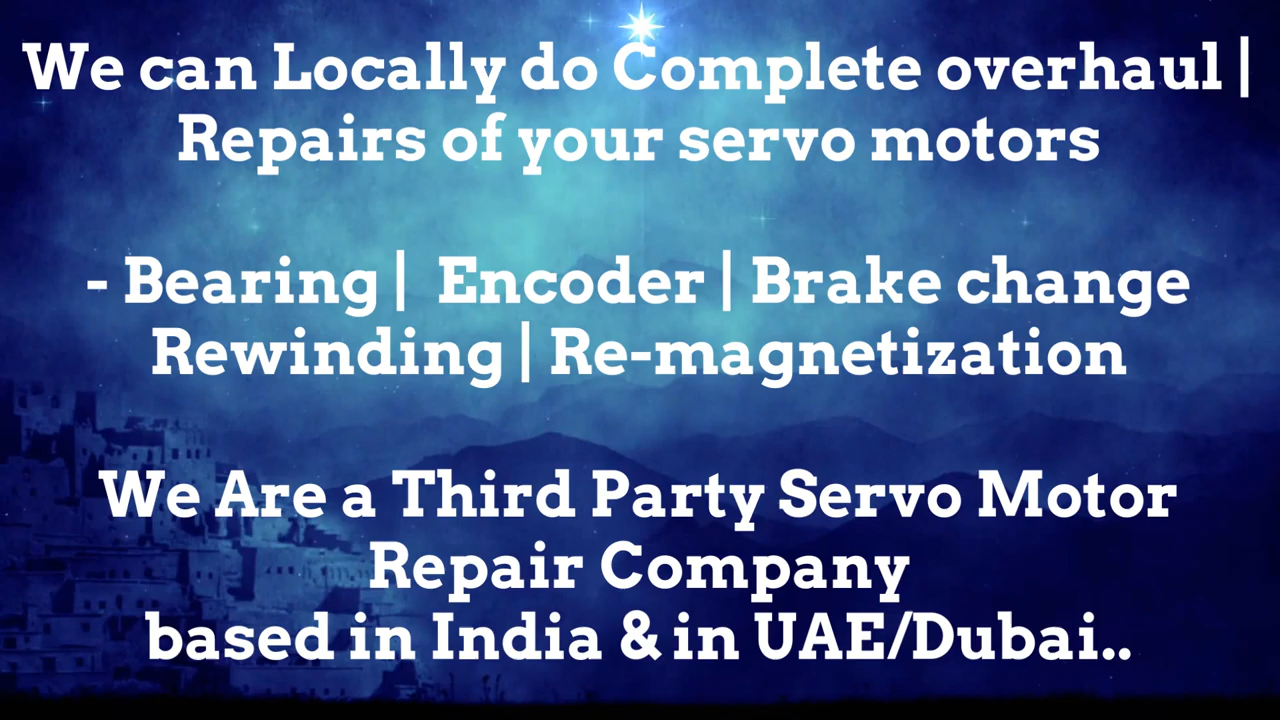 We can Locally do Complete overhaul |
Repairs of your servo motors
- Bearing | Encoder | Brake change
Rewinding | Re-magnetization
We Are a Third Party Servo Motor
Repair Company
based in India & in UAE/Dubai..